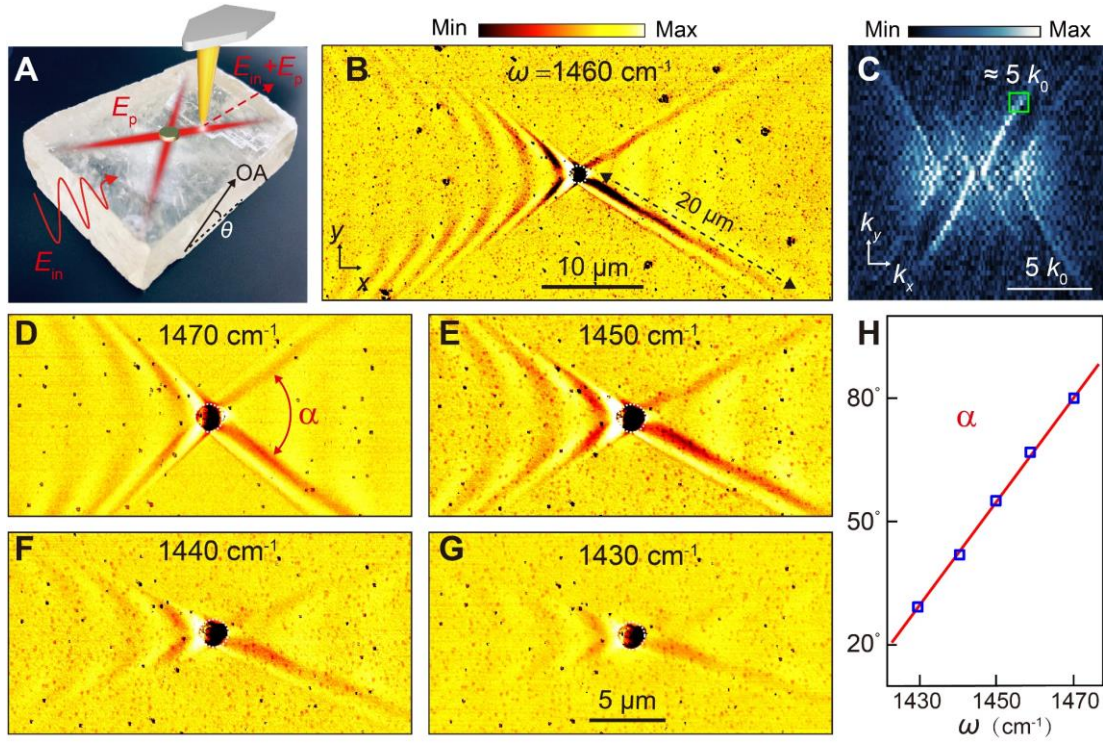 A
E_in+E_p
E_p
OA
θ
E_in
Min Max
B
ω =1460 cm⁻¹
20 μm
y
x
10 μm
Min Max
C
≈ 5 k₀
k_y
k_x
5 k₀
D
1470 cm⁻¹
α
E
1450 cm⁻¹
F
1440 cm⁻¹
G
1430 cm⁻¹
5 μm
H
80°
α
50°
20°
1430 1450 1470
ω (cm⁻¹)